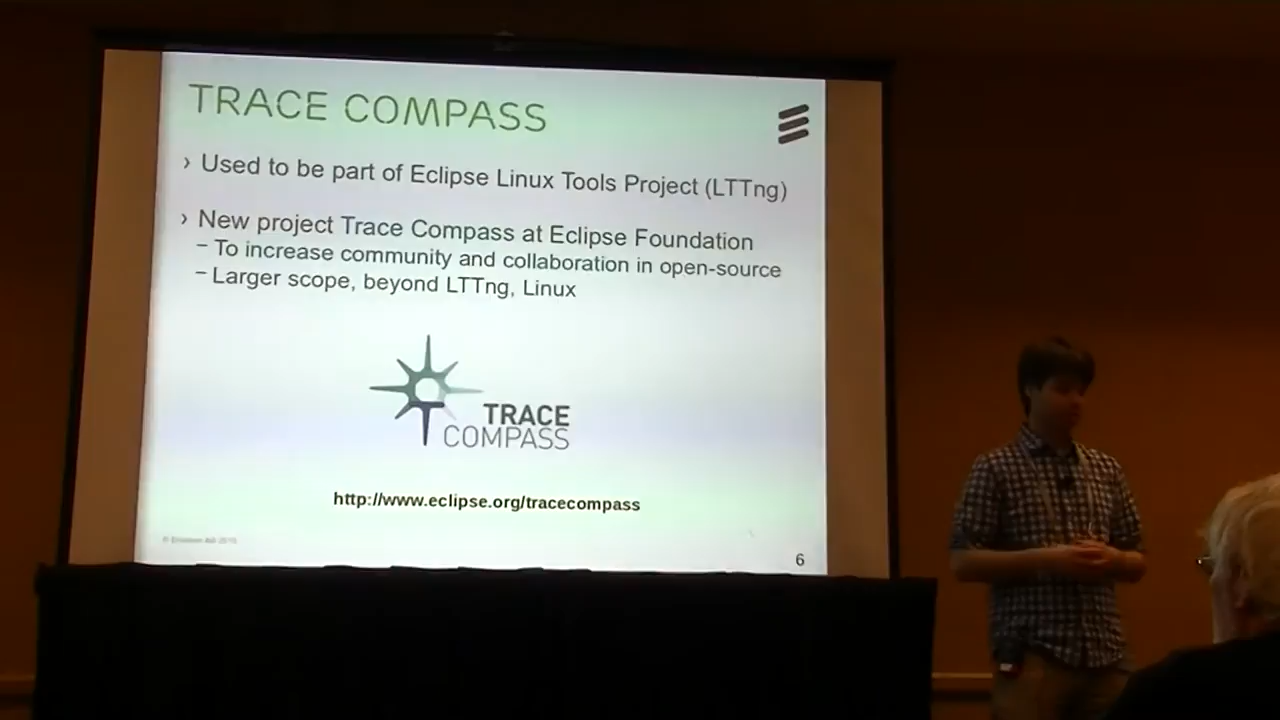 TRACE COMPASS
› Used to be part of Eclipse Linux Tools Project (LTTng)
› New project Trace Compass at Eclipse Foundation
– To increase community and collaboration in open-source
– Larger scope, beyond LTTng, Linux
TRACE
COMPASS
http://www.eclipse.org/tracecompass
6